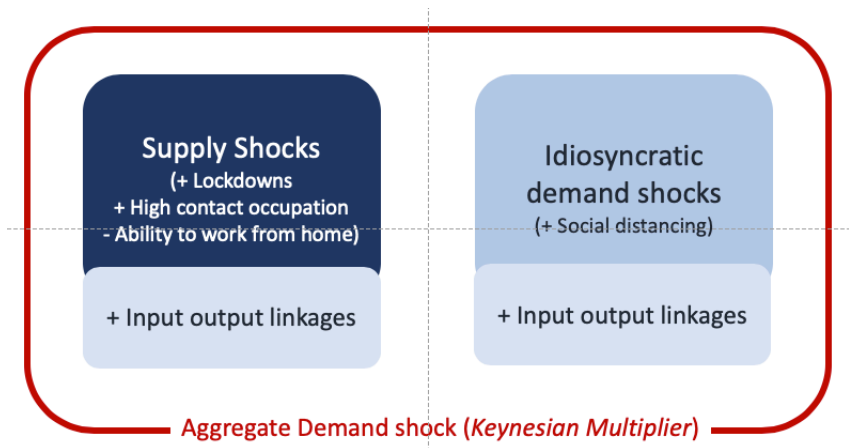 Supply Shocks
(+ Lockdowns
+ High contact occupation
- Ability to work from home)
+ Input output linkages
Idiosyncratic
demand shocks
(+ Social distancing)
+ Input output linkages
Aggregate Demand shock (Keynesian Multiplier)